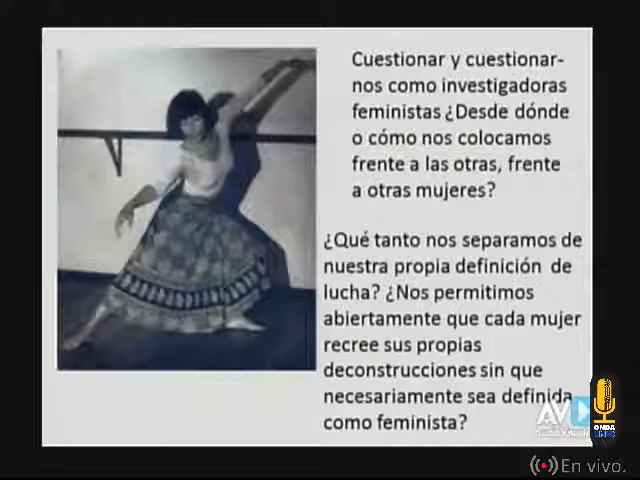 Cuestionar y cuestionar-
nos como investigadoras
feministas ¿Desde dónde
o cómo nos colocamos
frente a las otras, frente
a otras mujeres?
¿Qué tanto nos separamos de
nuestra propia definición de
lucha? ¿Nos permitimos
abiertamente que cada mujer
recree sus propias
deconstrucciones sin que
necesariamente sea definida
como feminista?
AV
ONDA
En vivo.